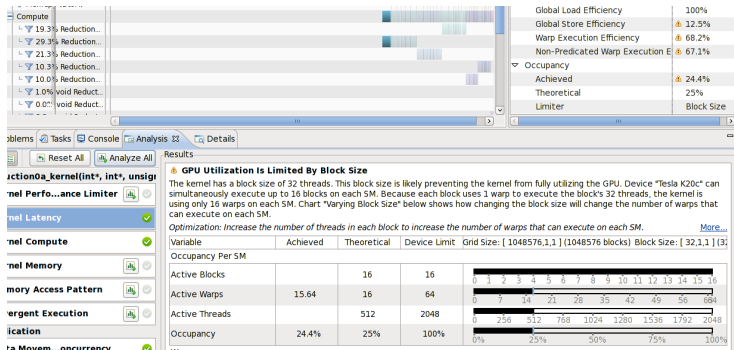 Compute
19.3% Reduction...
29.3% Reduction...
21.3% Reduction...
10.3% Reduction...
10.0% Reduction...
1.0% void Reduct...
0.0% void Reduct...
Global Load Efficiency 100%
Global Store Efficiency 12.5%
Warp Execution Efficiency 68.2%
Non-Predicated Warp Execution E 67.1%
Occupancy
Achieved 24.4%
Theoretical 25%
Limiter Block Size
oblems Tasks Console Analysis Details
Reset All Analyze All
uction0a_kernel(int*, int*, unsign
rnel Perfo...ance Limiter
rnel Latency
rnel Compute
rnel Memory
mory Access Pattern
vergent Execution
lication
ta Movem...oncurrency
Results
GPU Utilization Is Limited By Block Size
The kernel has a block size of 32 threads. This block size is likely preventing the kernel from fully utilizing the GPU. Device "Tesla K20c" can
simultaneously execute up to 16 blocks on each SM. Because each block uses 1 warp to execute the block's 32 threads, the kernel is
using only 16 warps on each SM. Chart "Varying Block Size" below shows how changing the block size will change the number of warps that
can execute on each SM.
Optimization: Increase the number of threads in each block to increase the number of warps that can execute on each SM. More...
Variable Achieved Theoretical Device Limit Grid Size: [ 1048576,1,1 ] (1048576 blocks) Block Size: [ 32,1,1 ] (32
Occupancy Per SM
Active Blocks 16 16
0 1 2 3 4 5 6 7 8 9 10 11 12 13 14 15 16
Active Warps 15.64 16 64
0 7 14 21 28 35 42 49 56 664
Active Threads 512 2048
0 256 512 768 1024 1280 1536 1792 2048
Occupancy 24.4% 25% 100%
0% 25% 50% 75% 100%